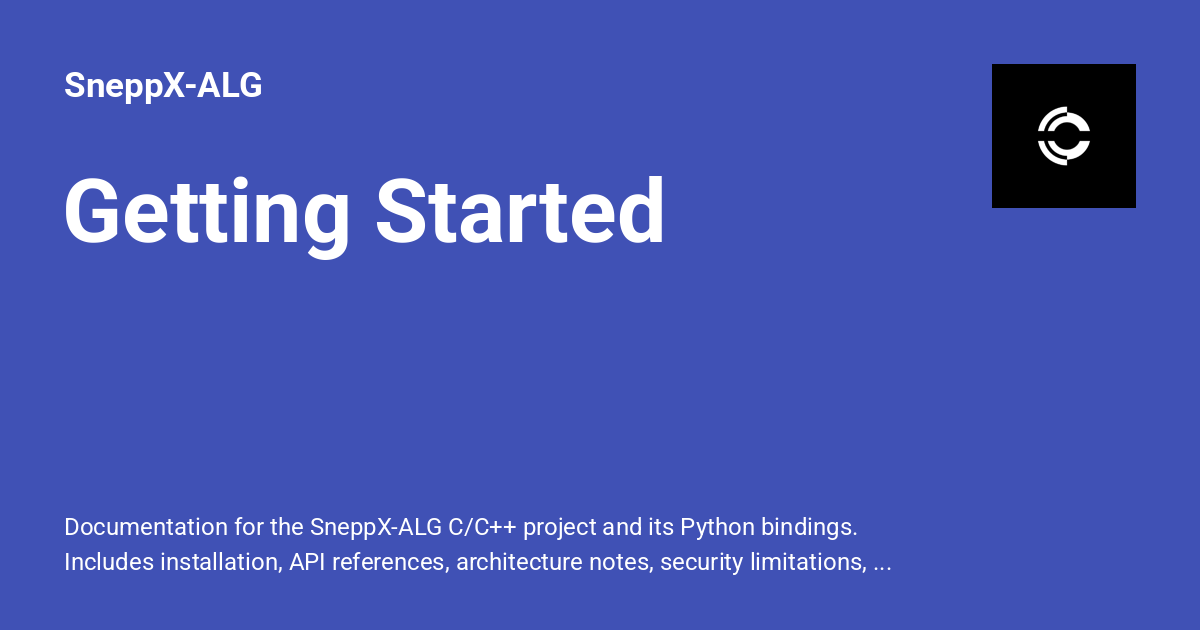 SneppX-ALG
Getting Started
Documentation for the SneppX-ALG C/C++ project and its Python bindings.
Includes installation, API references, architecture notes, security limitations, ...